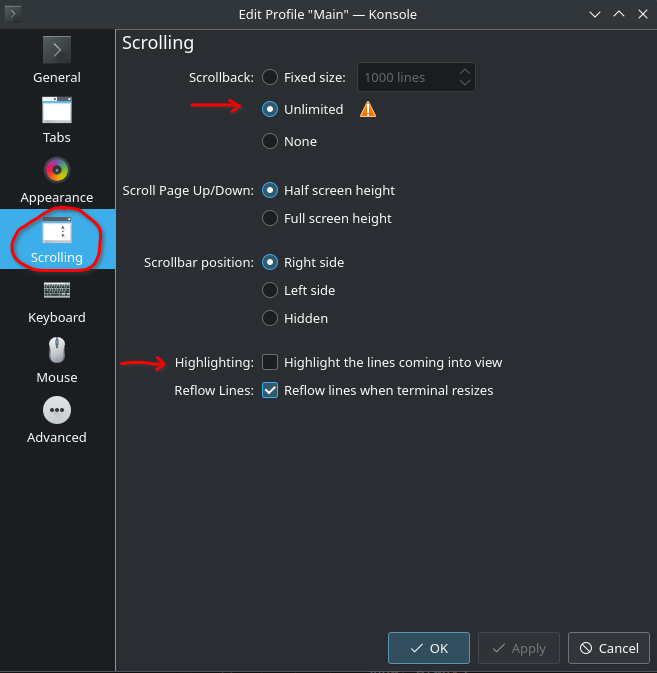 Edit Profile "Main" — Konsole
General
Tabs
Appearance
Scrolling
Keyboard
Mouse
Advanced
Scrolling
Scrollback: Fixed size: 1000 lines
Unlimited
None
Scroll Page Up/Down: Half screen height
Full screen height
Scrollbar position: Right side
Left side
Hidden
Highlighting: Highlight the lines coming into view
Reflow Lines: Reflow lines when terminal resizes
OK Apply Cancel